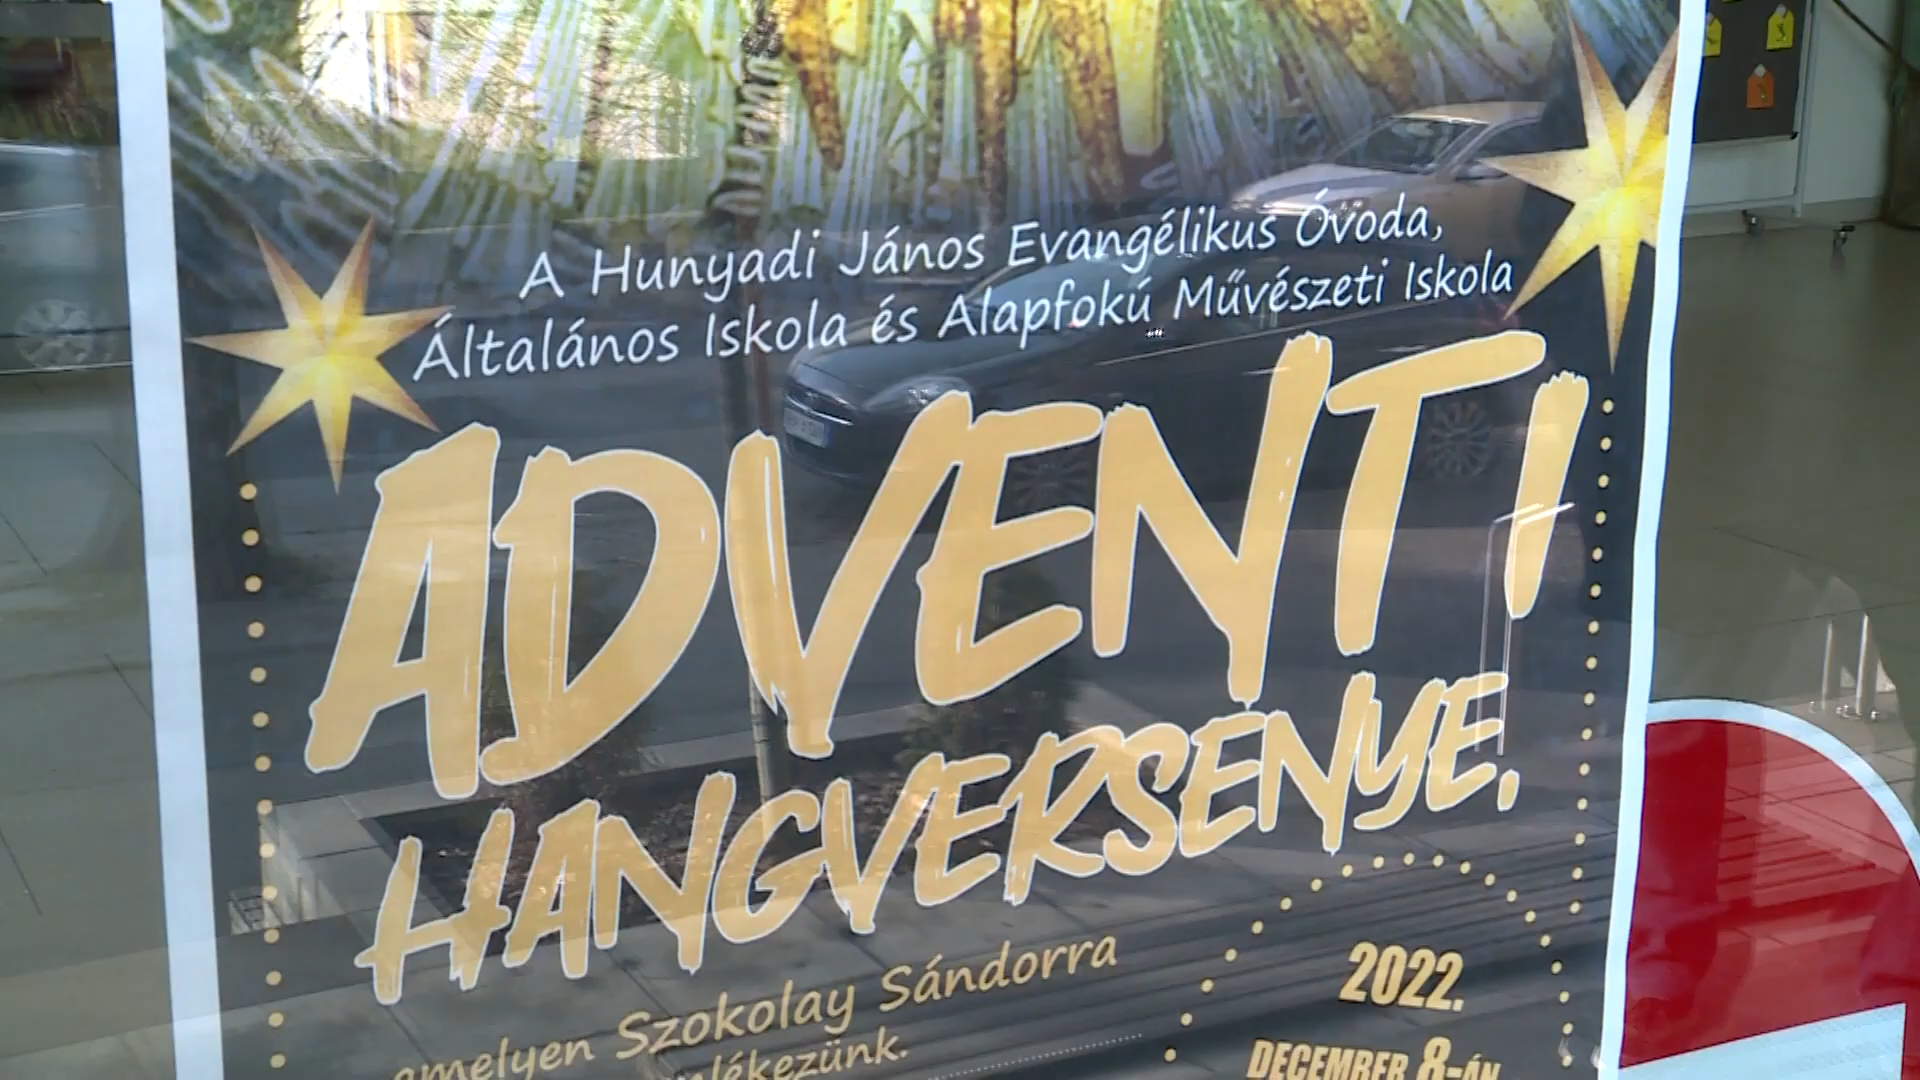 A Hunyadi János Evangélikus Óvoda,
Általános Iskola és Alapfokú Művészeti Iskola
ADVENTI
HANGVERSENYE,
amelyen Szokolay Sándorra
2022.
DECEMBER 8-ÁN